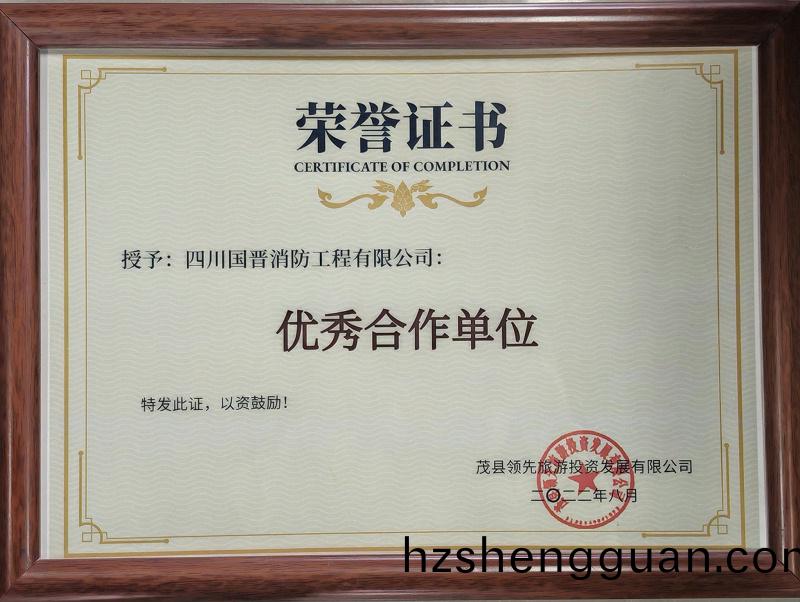 荣誉证书
CERTIFICATE OF COMPLETION
授予：四川国晋消防工程有限公司：
优秀合作单位
特发此证，以资鼓励！
茂县领先旅游投资发展有限公司
二〇二二年八月
hzshengguan.com